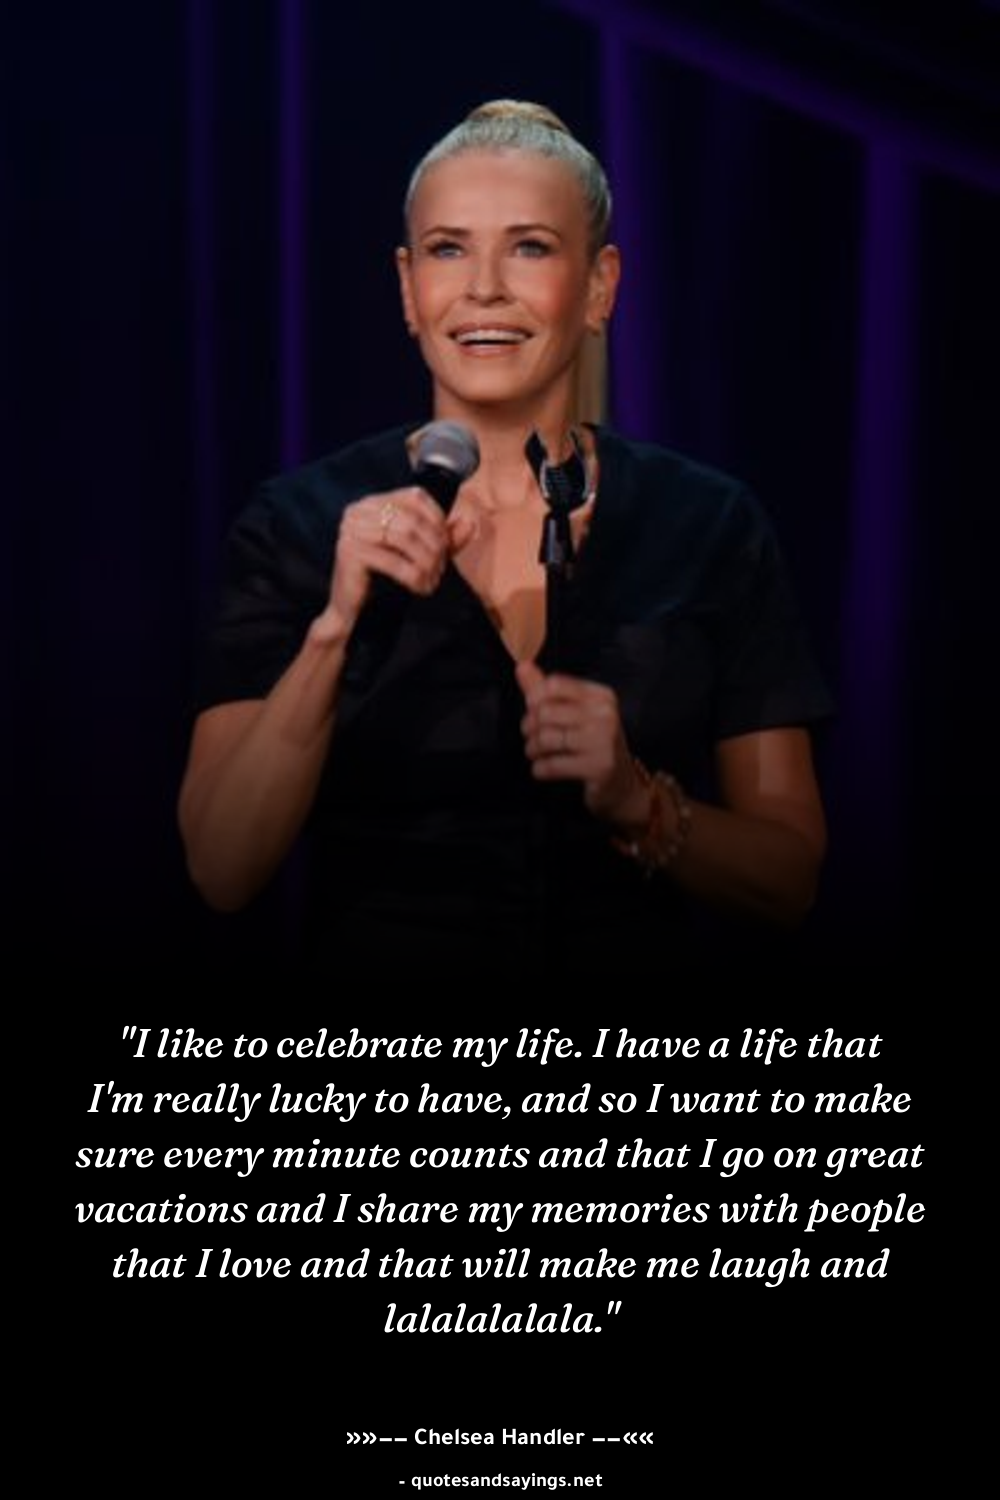 "I like to celebrate my life. I have a life that
I'm really lucky to have, and so I want to make
sure every minute counts and that I go on great
vacations and I share my memories with people
that I love and that will make me laugh and
lalalalalala."
»»–– Chelsea Handler ––««
- quotesandsayings.net